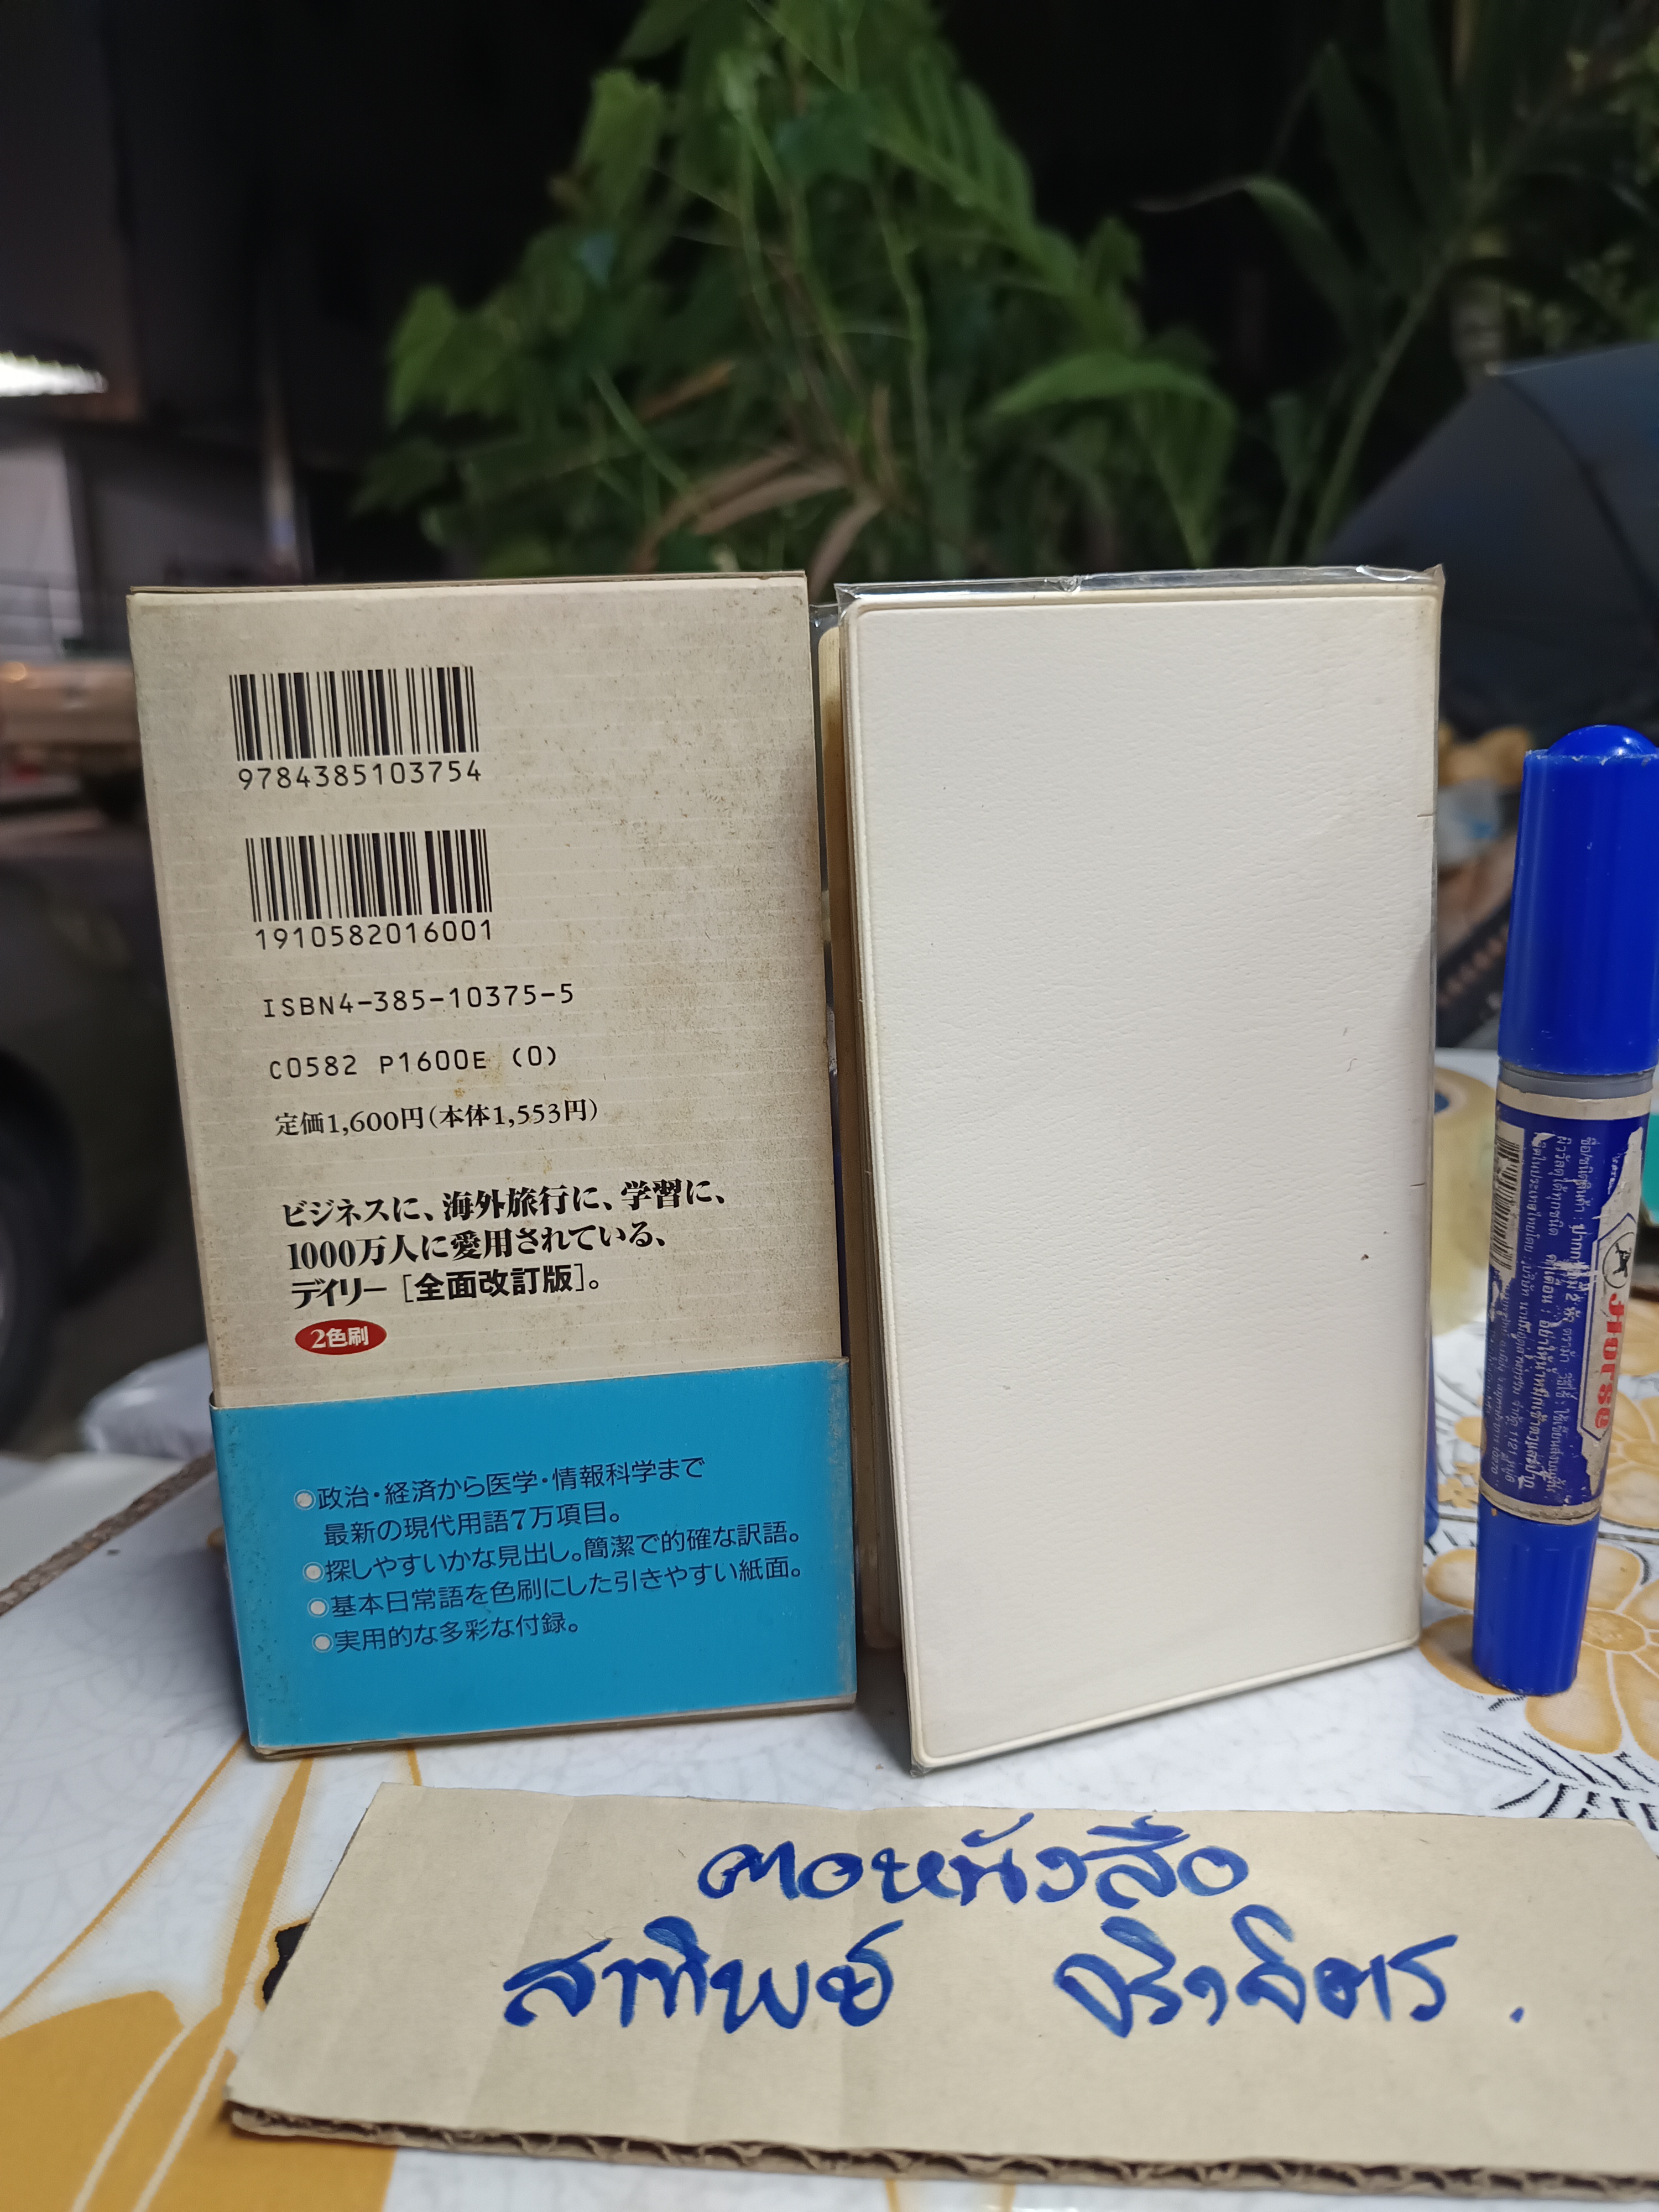 9784385103754
1910582016001
ISBN4-385-10375-5
C0582 P1600E (0)
定価1,600円(本体1,553円)
ビジネスに、海外旅行に、学習に、
1000万人に愛用されている、
デイリー[全面改訂版]。
2色刷
●政治・経済から医学・情報科学まで
最新の現代用語7万項目。
●探しやすいかな見出し。簡潔で的確な訳語。
●基本日常語を色刷にした引きやすい紙面。
●実用的な多彩な付録。
Horse
คอหนังสือ
สาทิพย์ จริงจิตร.